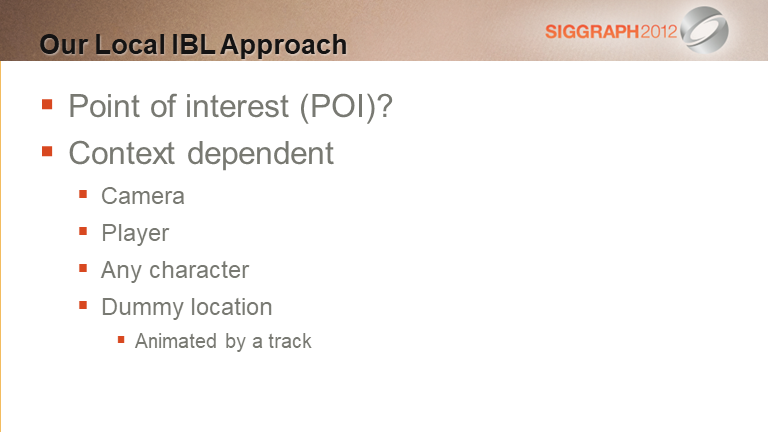 Our Local IBL Approach
SIGGRAPH2012
Point of interest (POI)?
Context dependent
Camera
Player
Any character
Dummy location
Animated by a track